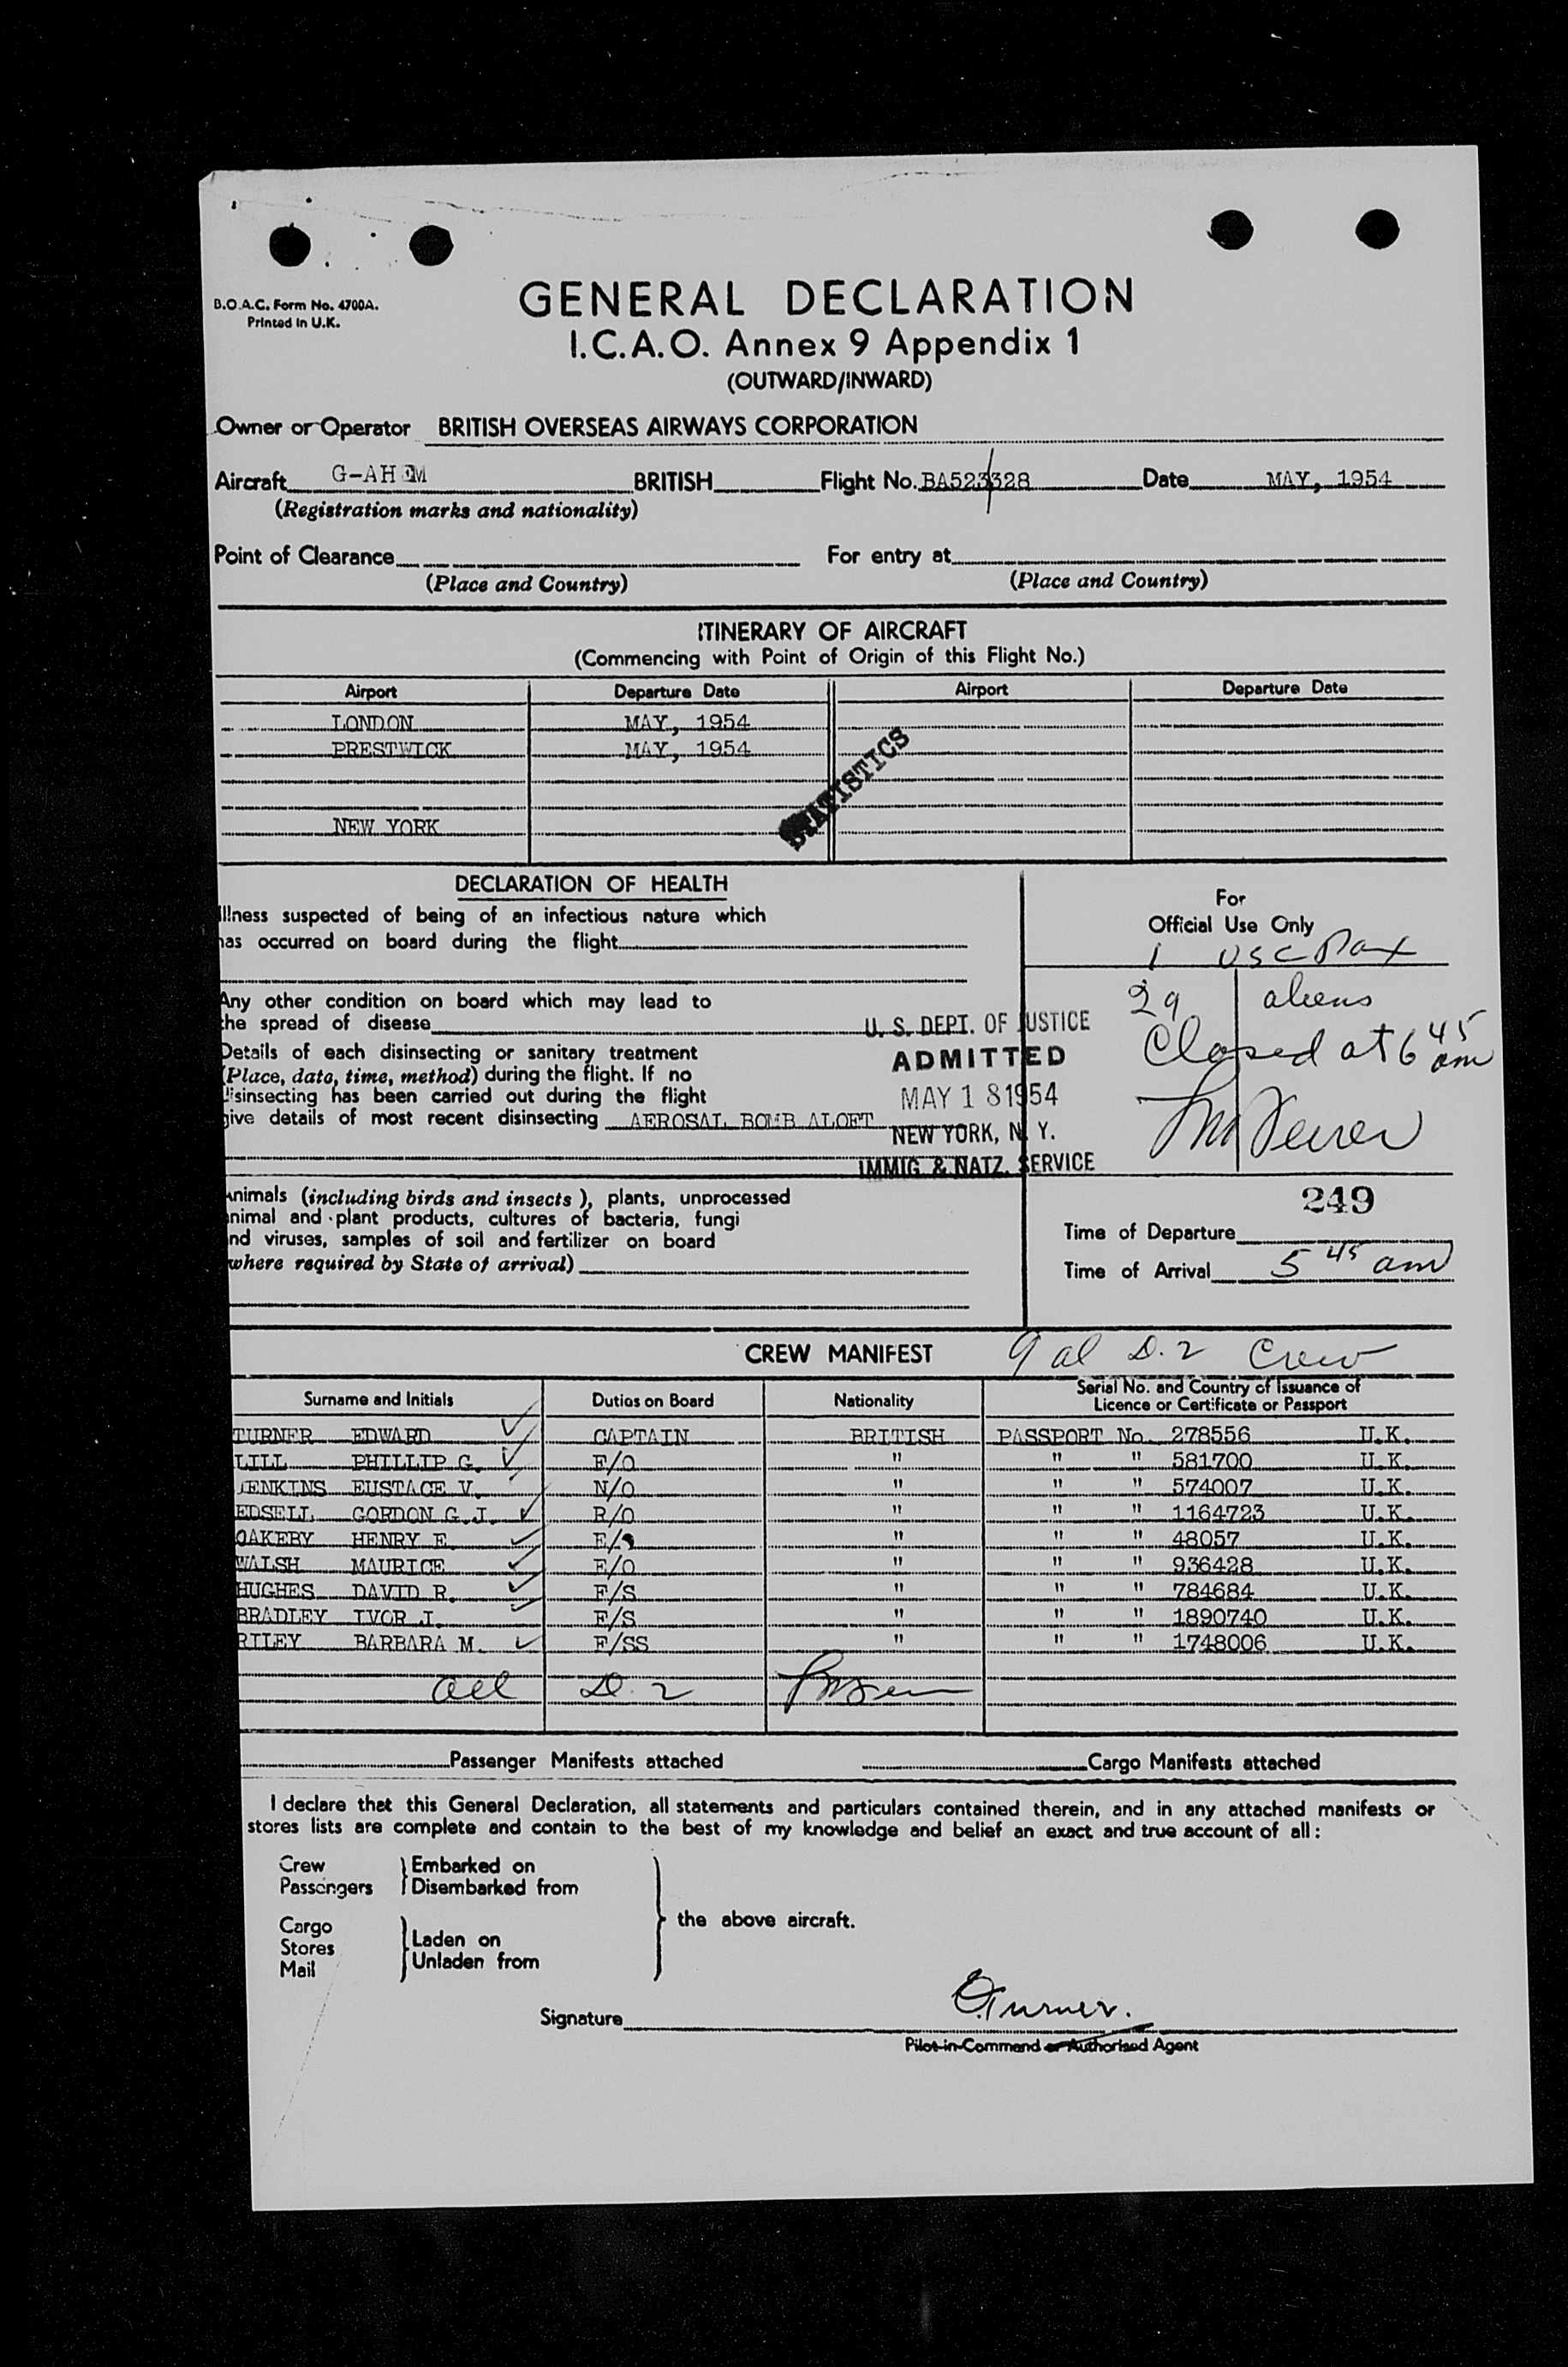 B.O.A.C. Form No. 4700A.
Printed in U.K.
GENERAL DECLARATION
I.C.A.O. Annex 9 Appendix 1
(OUTWARD/INWARD)
Owner or Operator BRITISH OVERSEAS AIRWAYS CORPORATION
Aircraft G-AHEM BRITISH Flight No. BA523/328 Date MAY, 1954
(Registration marks and nationality)
Point of Clearance For entry at
(Place and Country) (Place and Country)
ITINERARY OF AIRCRAFT
(Commencing with Point of Origin of this Flight No.)
Airport Departure Date Airport Departure Date
LONDON MAY, 1954
PRESTWICK MAY, 1954
STATISTICS
NEW YORK
DECLARATION OF HEALTH
For
Official Use Only
Illness suspected of being of an infectious nature which
has occurred on board during the flight
1 USC Pax
29 aliens
Any other condition on board which may lead to
the spread of disease
U. S. DEPT. OF JUSTICE
ADMITTED
MAY 18 1954
NEW YORK, N. Y.
IMMIG. & NATZ. SERVICE
Closed at 6 45 am
Details of each disinsecting or sanitary treatment
(Place, date, time, method) during the flight. If no
disinsecting has been carried out during the flight
give details of most recent disinsecting AEROSAL BOMB ALOFT
Animals (including birds and insects), plants, unprocessed
animal and plant products, cultures of bacteria, fungi
and viruses, samples of soil and fertilizer on board
(where required by State of arrival)
249
Time of Departure
Time of Arrival 5 45 am
CREW MANIFEST 9 al D.2 Crew
Surname and Initials Duties on Board Nationality Serial No. and Country of Issuance of
Licence or Certificate or Passport
TURNER EDWARD CAPTAIN BRITISH PASSPORT No. 278556 U.K.
LILL PHILLIP G. F/O " " " 581700 U.K.
JENKINS EUSTACE V. N/O " " " 574007 U.K.
EDSELL GORDON G.J. R/O " " " 1164723 U.K.
OAKEBY HENRY E. E/O " " " 48057 U.K.
WALSH MAURICE E/O " " " 936428 U.K.
HUGHES DAVID R. F/S " " " 784684 U.K.
BRADLEY IVOR J. F/S " " " 1890740 U.K.
RILEY BARBARA M. F/SS " " " 1748006 U.K.
all D. 2
Passenger Manifests attached Cargo Manifests attached
I declare that this General Declaration, all statements and particulars contained therein, and in any attached manifests or
stores lists are complete and contain to the best of my knowledge and belief an exact and true account of all:
Crew Embarked on
Passengers Disembarked from
the above aircraft.
Cargo
Stores Laden on
Mail Unladen from
Signature E Turner.
Pilot-in-Command or Authorised Agent